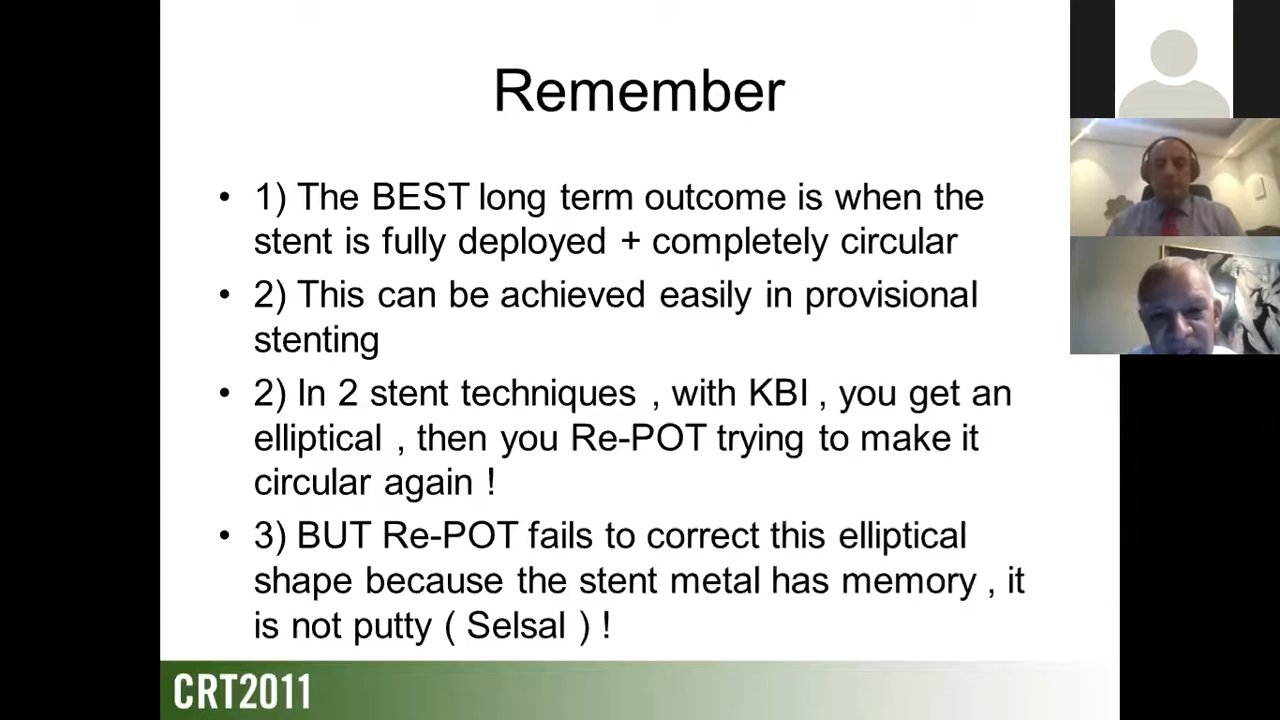 Remember
• 1) The BEST long term outcome is when the
stent is fully deployed + completely circular
• 2) This can be achieved easily in provisional
stenting
• 2) In 2 stent techniques , with KBI , you get an
elliptical , then you Re-POT trying to make it
circular again !
• 3) BUT Re-POT fails to correct this elliptical
shape because the stent metal has memory , it
is not putty ( Selsal ) !
CRT2011